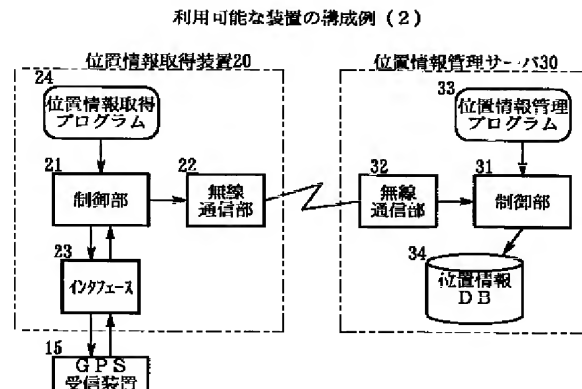 利用可能な装置の構成例（2）
位置情報取得装置20
24
位置情報取得
プログラム
21
制御部
22
無線
通信部
23
インタフェース
15
GPS
受信装置
位置情報管理サーバ30
33
位置情報管理
プログラム
32
無線
通信部
31
制御部
34
位置情報
DB